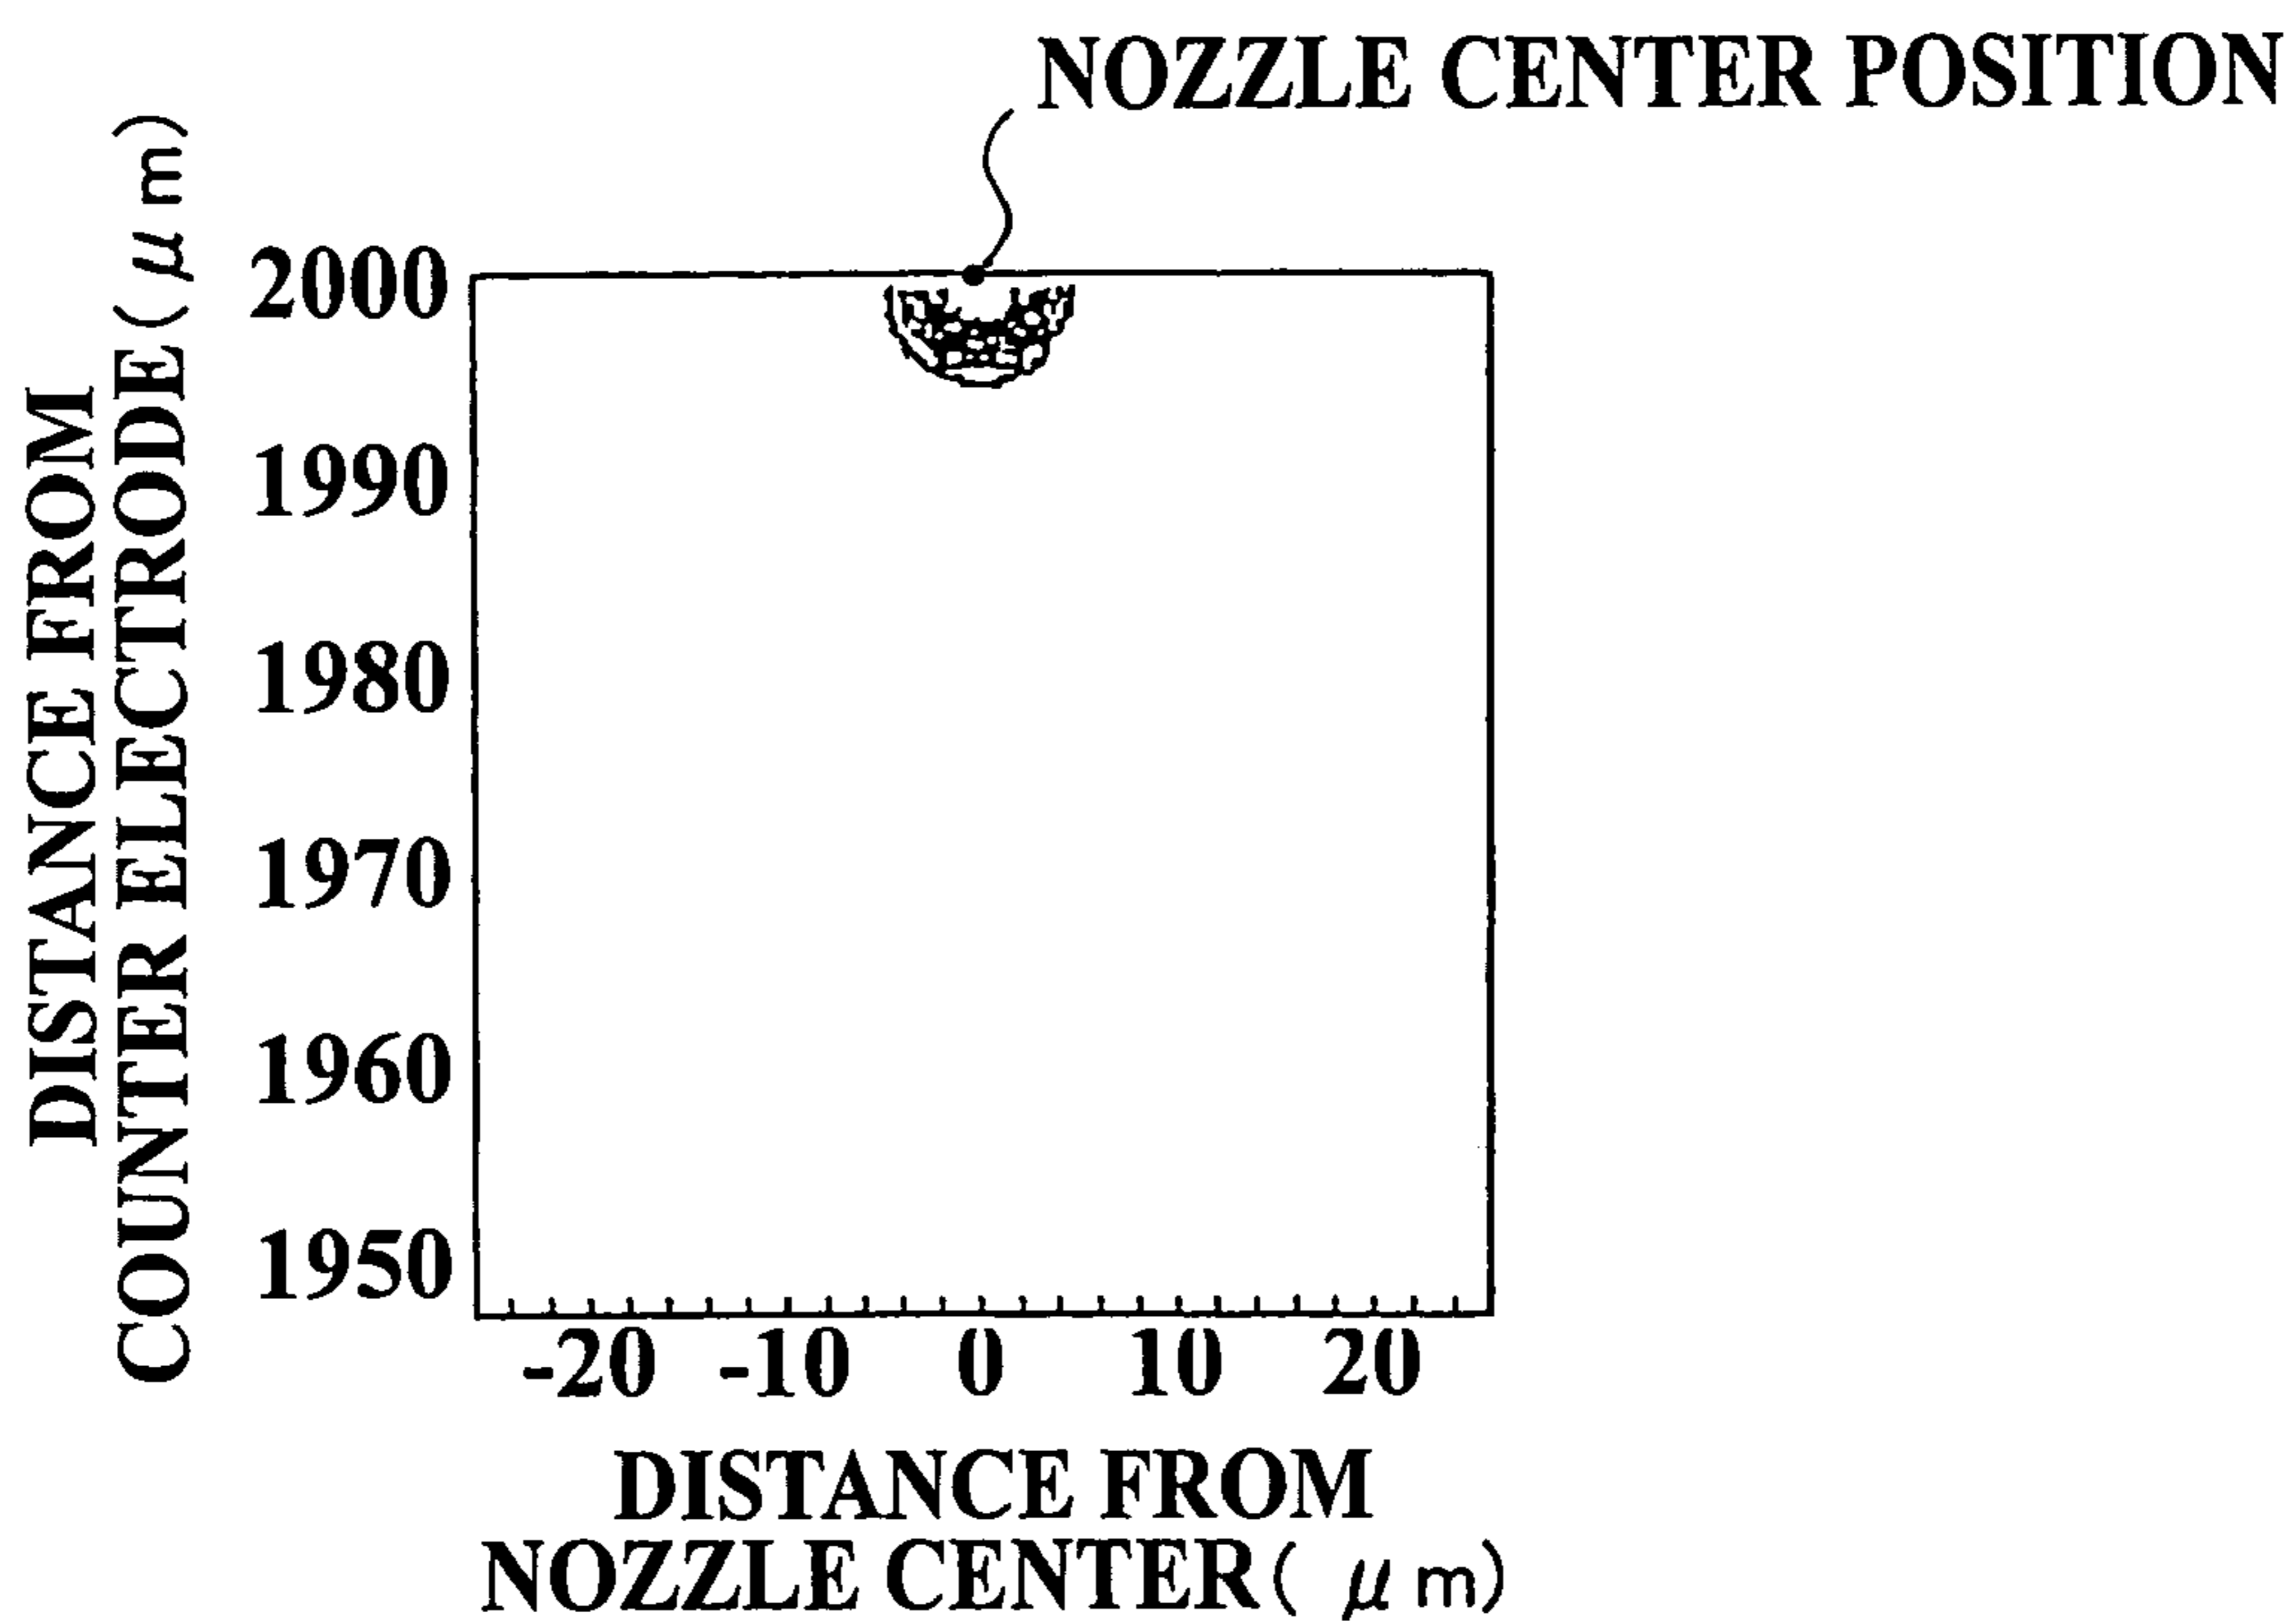 NOZZLE CENTER POSITION
DISTANCE FROM
COUNTER ELECTRODE (μm)
2000
1990
1980
1970
1960
1950
-20 -10 0 10 20
DISTANCE FROM
NOZZLE CENTER( μm)